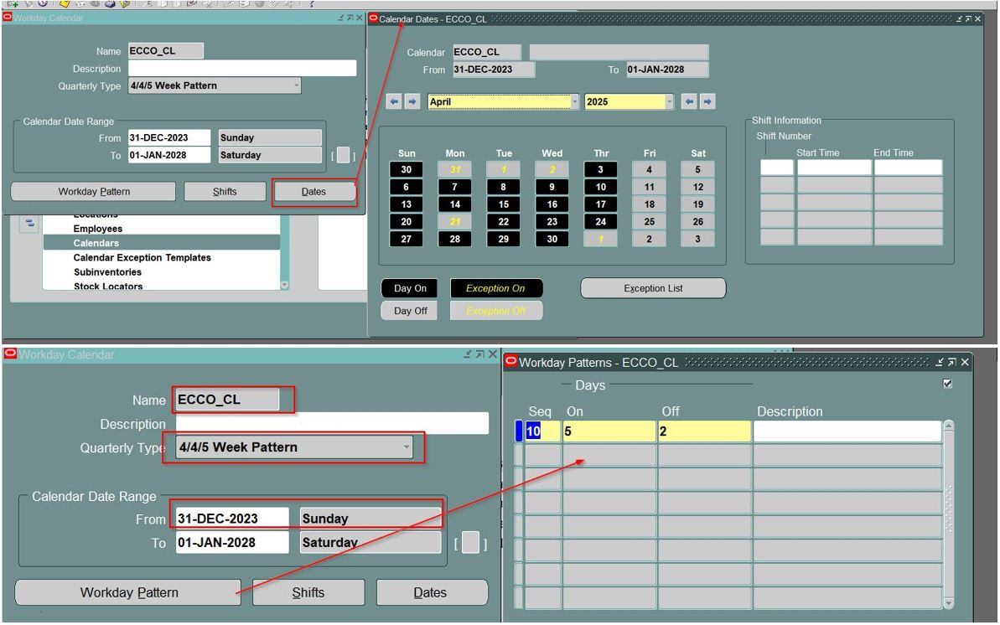 Workday Calendar
Name ECCO_CL
Description
Quarterly Type 4/4/5 Week Pattern
Calendar Date Range
From 31-DEC-2023 Sunday
To 01-JAN-2028 Saturday [ ]
Workday Pattern Shifts Dates
Locations
Employees
Calendars
Calendar Exception Templates
Subinventories
Stock Locators
Calendar Dates - ECCO_CL
Calendar ECCO_CL
From 31-DEC-2023 To 01-JAN-2028
April 2025
Sun Mon Tue Wed Thr Fri Sat
30 31 1 2 3 4 5
6 7 8 9 10 11 12
13 14 15 16 17 18 19
20 21 22 23 24 25 26
27 28 29 30 1 2 3
Day On Exception On Exception List
Day Off Exception Off
Shift Information
Shift Number
Start Time End Time
Workday Calendar
Name ECCO_CL
Description
Quarterly Type 4/4/5 Week Pattern
Calendar Date Range
From 31-DEC-2023 Sunday
To 01-JAN-2028 Saturday [ ]
Workday Pattern Shifts Dates
Workday Patterns - ECCO_CL
Days
Seq On Off Description
10 5 2